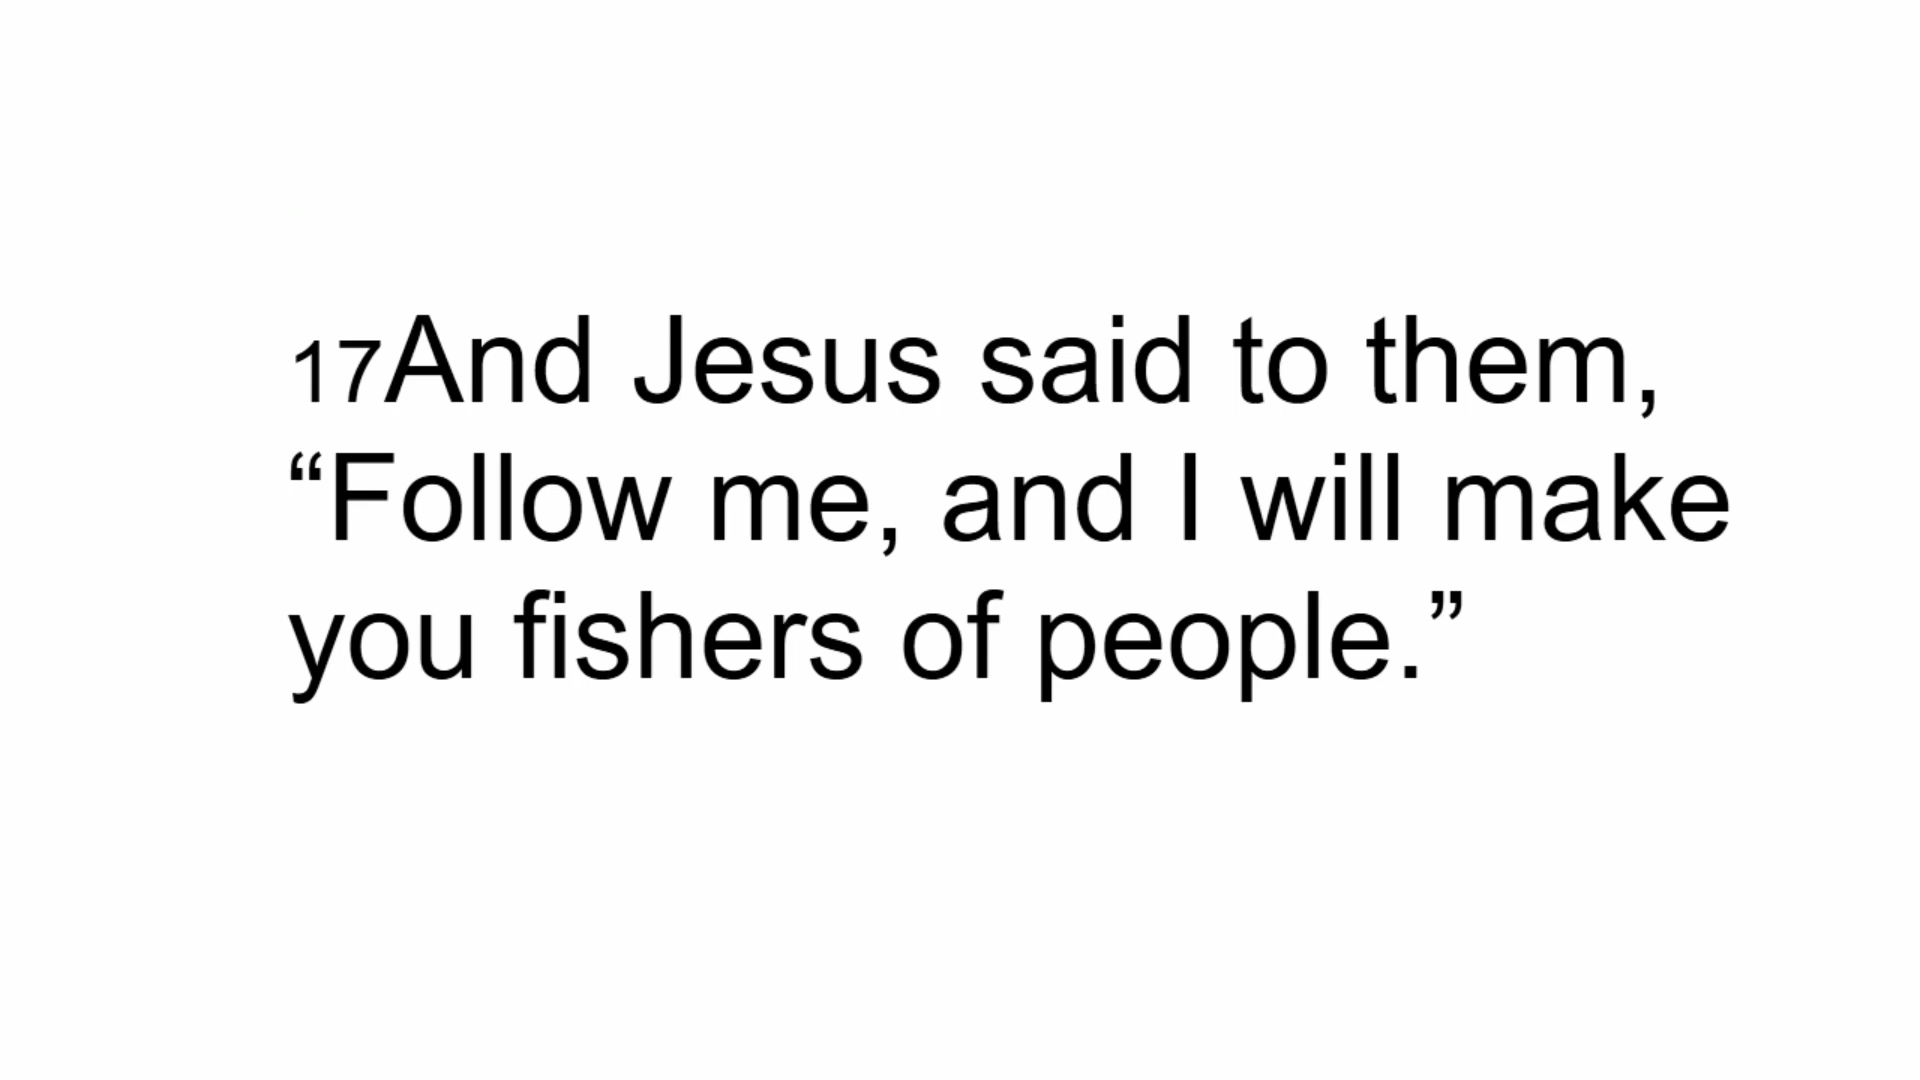 17And Jesus said to them,
“Follow me, and I will make
you fishers of people.”